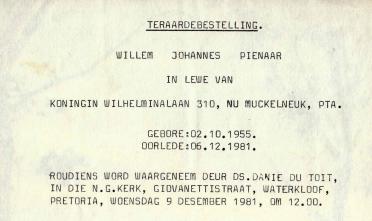 TERAARDEBESTELLING.
WILLEM JOHANNES PIENAAR
IN LEWE VAN
KONINGIN WILHELMINALAAN 310, NU MUCKELNEUK, PTA.
GEBORE:02.10.1955.
OORLEDE:06.12.1981.
ROUDIENS WORD WAARGENEEM DEUR DS.DANIE DU TOIT,
IN DIE N.G.KERK, GIOVANETTISTRAAT, WATERKLOOF,
PRETORIA, WOENSDAG 9 DESEMBER 1981, OM 12.00.